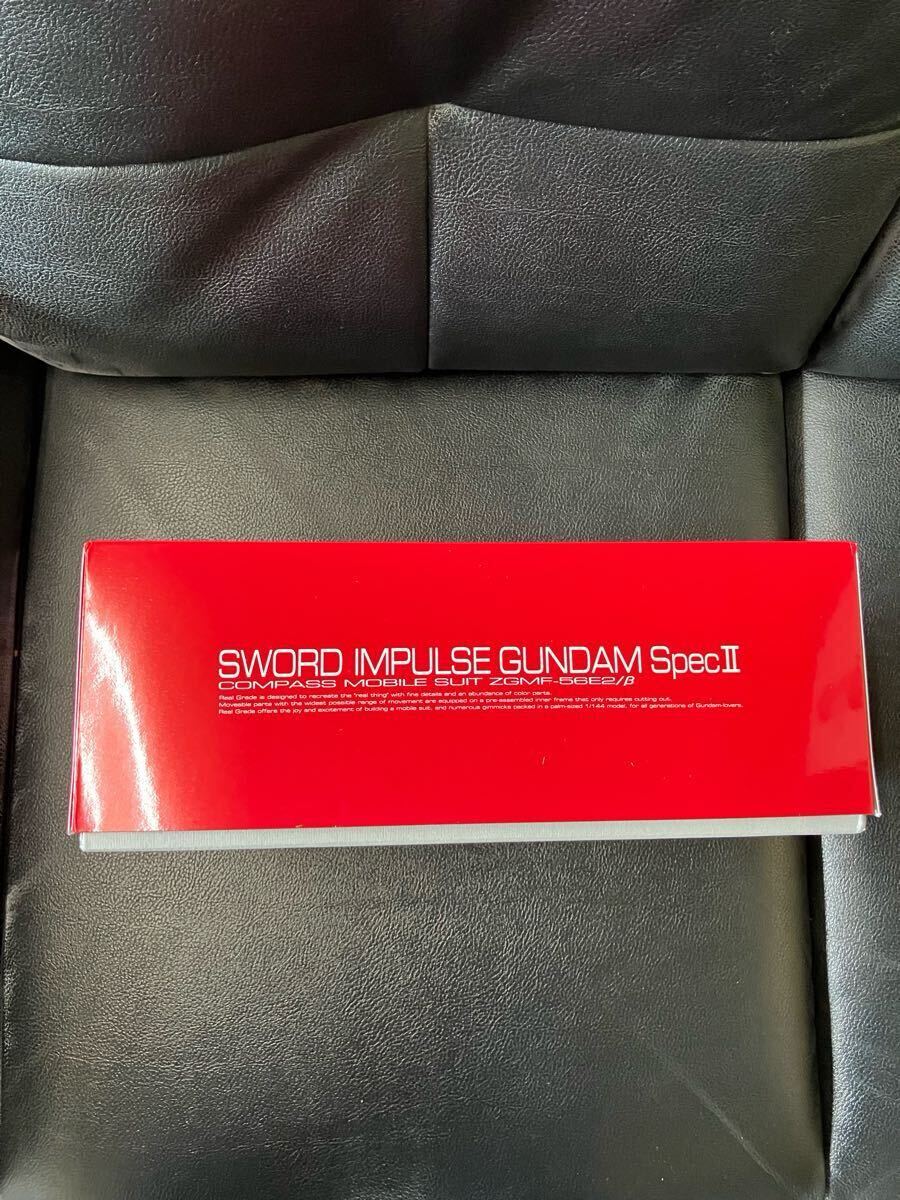 SWORD IMPULSE GUNDAM SpecⅡ
COMPASS MOBILE SUIT ZGMF-56E2/β
Real Grade is designed to recreate the "real thing" with fine details and an abundance of color parts.
Moveable parts with the widest possible range of movement are equipped on a pre-assembled inner frame that only requires cutting out.
Real Grade offers the joy and excitement of building a mobile suit, and numerous gimmicks packed in a palm-sized 1/144 model, for all generations of Gundam-lovers.